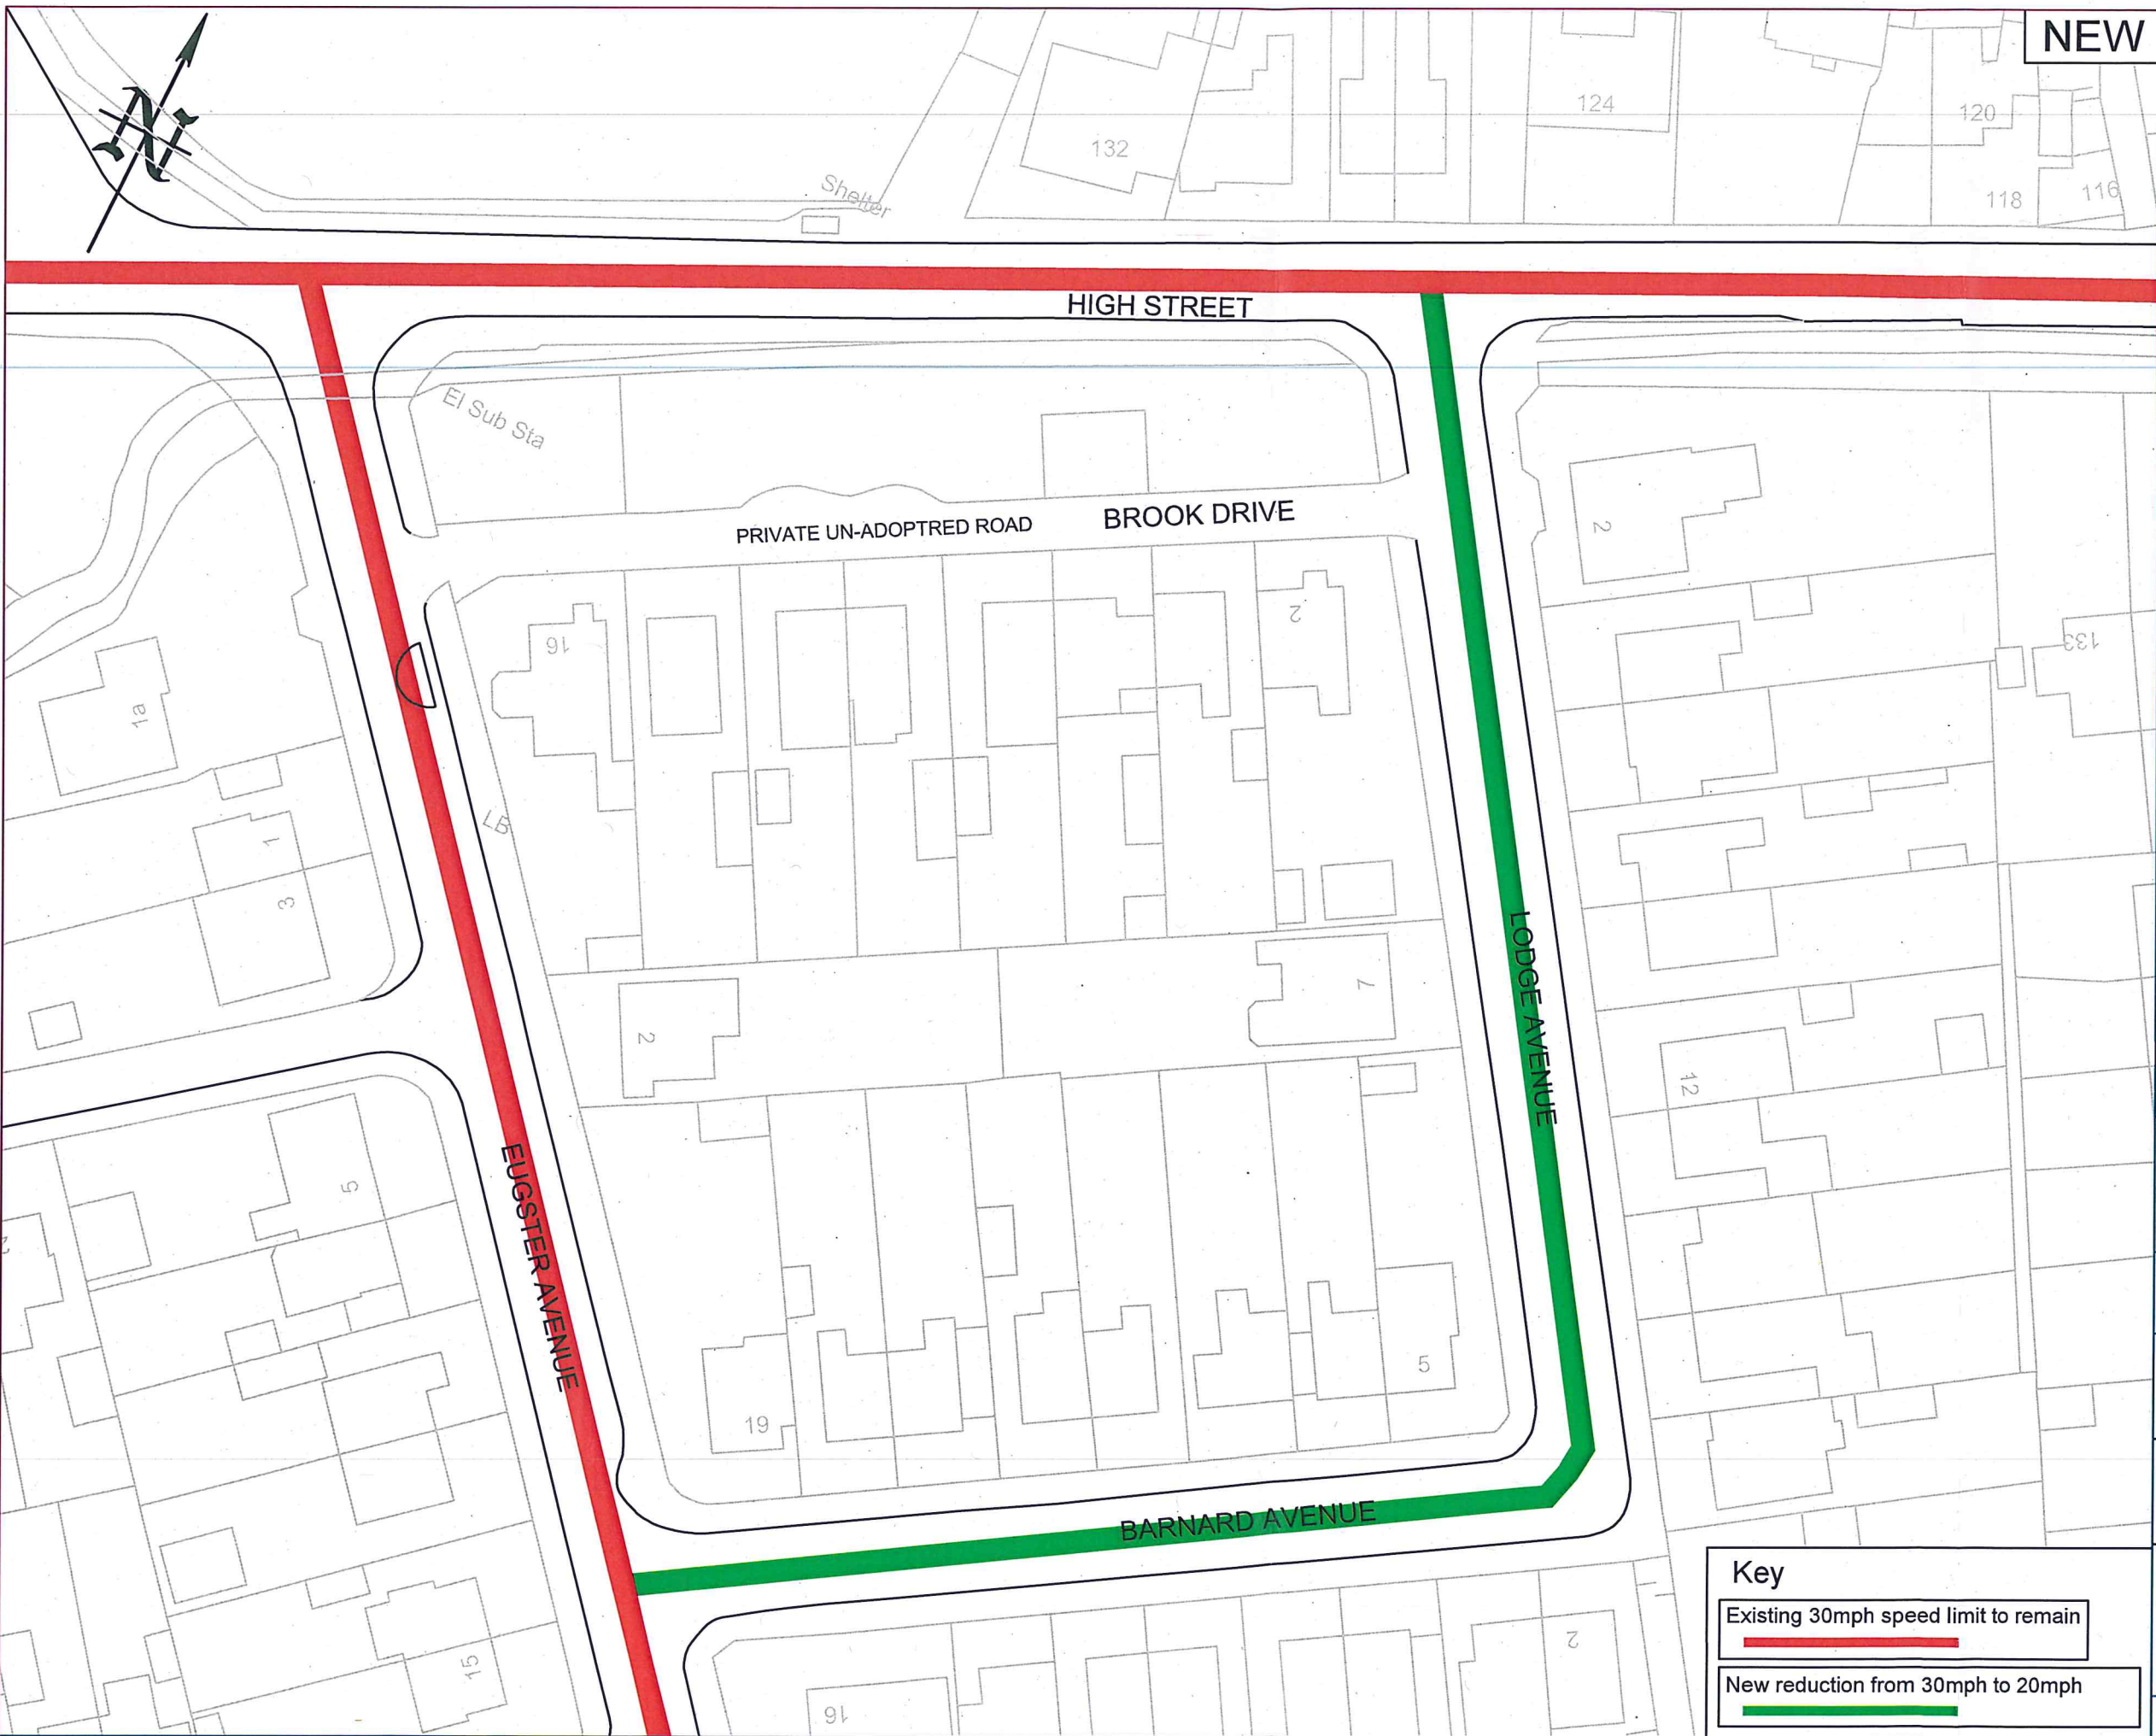 NEW
N
132
124
120
118
116
Shelter
HIGH STREET
El Sub Sta
PRIVATE UN-ADOPTRED ROAD
BROOK DRIVE
2
16
2
133
1a
LB
1
3
2
7
LODGE AVENUE
12
5
EUGSTER AVENUE
19
5
BARNARD AVENUE
15
16
2
Key
Existing 30mph speed limit to remain
New reduction from 30mph to 20mph